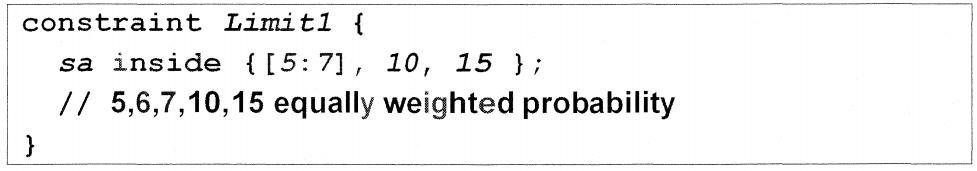 constraint Limit1 {
sa inside {[5:7], 10, 15 };
// 5,6,7,10,15 equally weighted probability
}